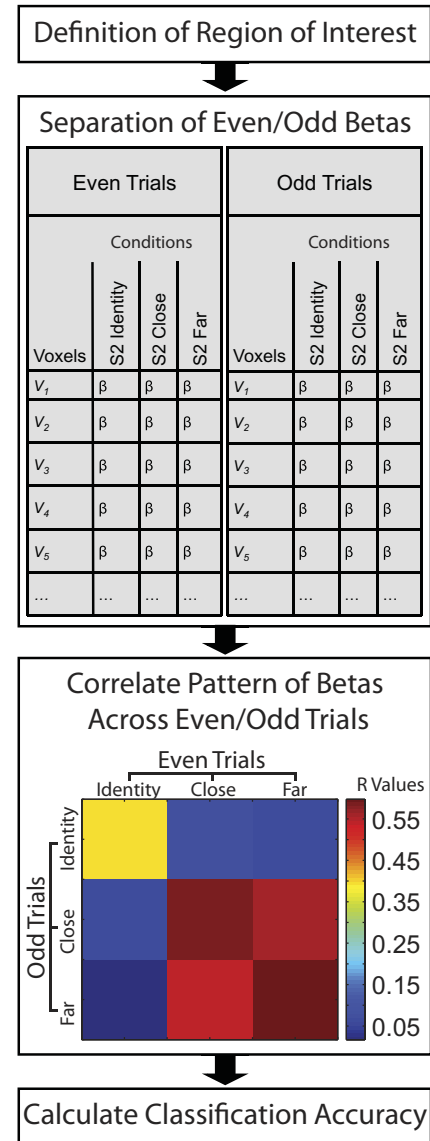 Definition of Region of Interest
Separation of Even/Odd Betas
Even Trials Odd Trials
Conditions Conditions
Voxels S2 Identity S2 Close S2 Far Voxels S2 Identity S2 Close S2 Far
V1 β β β V1 β β β
V2 β β β V2 β β β
V3 β β β V3 β β β
V4 β β β V4 β β β
V5 β β β V5 β β β
... ... ... ... ... ... ... ...
Correlate Pattern of Betas
Across Even/Odd Trials
Even Trials
Identity Close Far
R Values
Odd Trials
Identity
Close
Far
0.55
0.45
0.35
0.25
0.15
0.05
Calculate Classification Accuracy